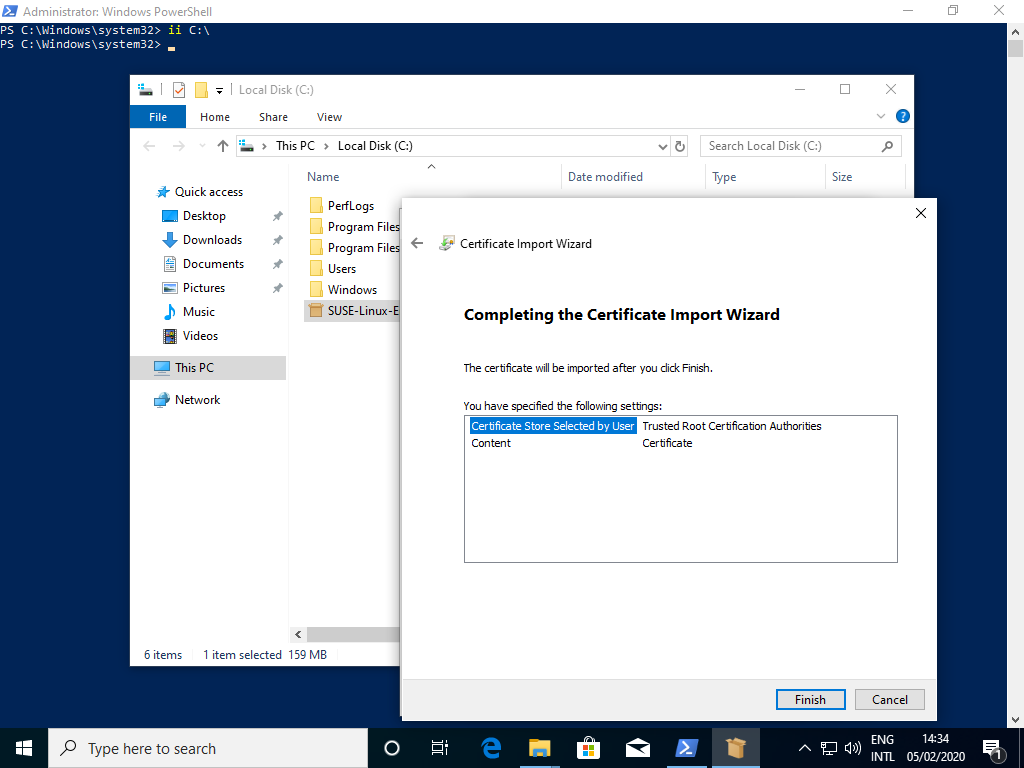 Administrator: Windows PowerShell
PS C:\Windows\system32> ii C:\
PS C:\Windows\system32>
Local Disk (C:)
File Home Share View
This PC Local Disk (C:)
Search Local Disk (C:)
Name Date modified Type Size
Quick access
Desktop
Downloads
Documents
Pictures
Music
Videos
This PC
Network
PerfLogs
Program Files
Program Files
Users
Windows
SUSE-Linux-E
6 items 1 item selected 159 MB
Certificate Import Wizard
Completing the Certificate Import Wizard
The certificate will be imported after you click Finish.
You have specified the following settings:
Certificate Store Selected by User Trusted Root Certification Authorities
Content Certificate
Finish Cancel
Type here to search
ENG
INTL
14:34
05/02/2020
1